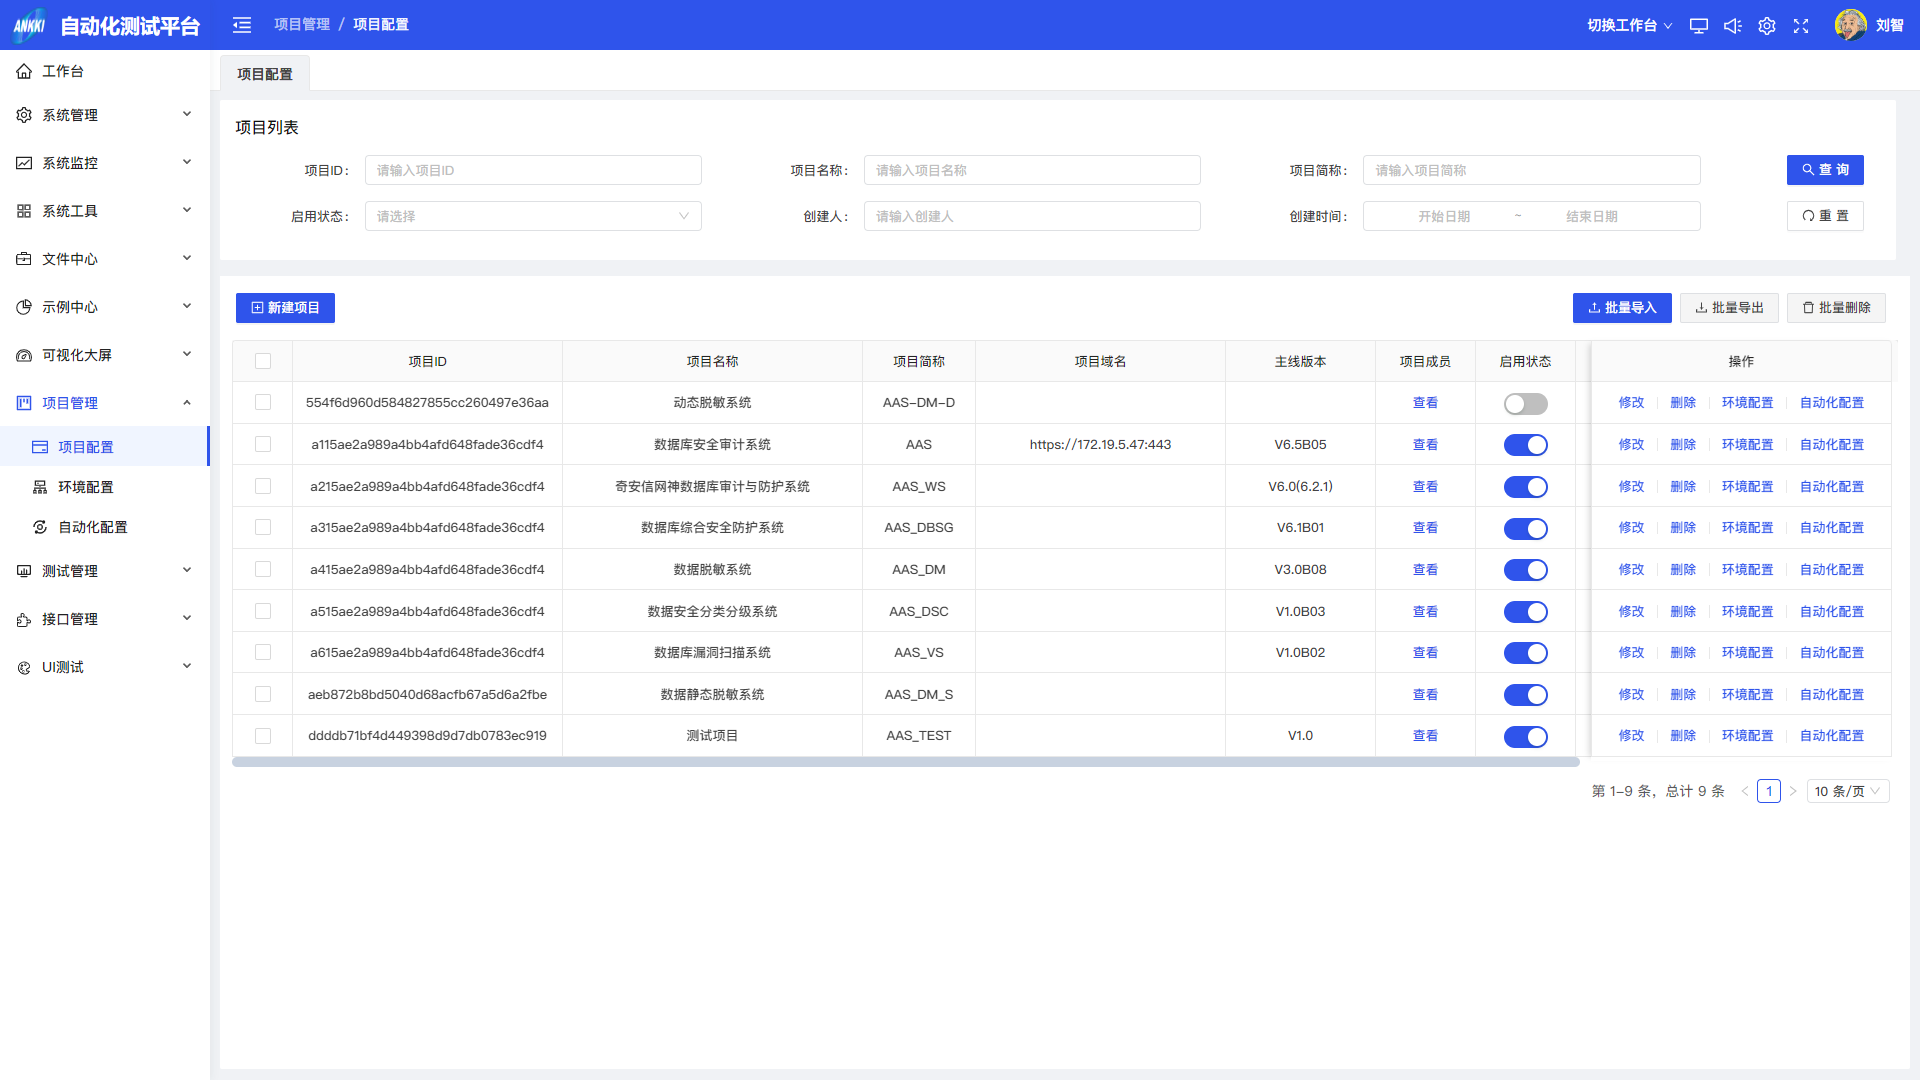 ANKKI 自动化测试平台
项目管理 / 项目配置
切换工作台
刘智
工作台
系统管理
系统监控
系统工具
文件中心
示例中心
可视化大屏
项目管理
项目配置
环境配置
自动化配置
测试管理
接口管理
UI测试
项目配置
项目列表
项目ID： 请输入项目ID 项目名称： 请输入项目名称 项目简称： 请输入项目简称 查 询
启用状态： 请选择 创建人： 请输入创建人 创建时间： 开始日期 ~ 结束日期 重 置
新建项目 批量导入 批量导出 批量删除
项目ID 项目名称 项目简称 项目域名 主线版本 项目成员 启用状态 操作
554f6d960d584827855cc260497e36aa 动态脱敏系统 AAS-DM-D 查看 修改 删除 环境配置 自动化配置
a115ae2a989a4bb4afd648fade36cdf4 数据库安全审计系统 AAS https://172.19.5.47:443 V6.5B05 查看 修改 删除 环境配置 自动化配置
a215ae2a989a4bb4afd648fade36cdf4 奇安信网神数据库审计与防护系统 AAS_WS V6.0(6.2.1) 查看 修改 删除 环境配置 自动化配置
a315ae2a989a4bb4afd648fade36cdf4 数据库综合安全防护系统 AAS_DBSG V6.1B01 查看 修改 删除 环境配置 自动化配置
a415ae2a989a4bb4afd648fade36cdf4 数据脱敏系统 AAS_DM V3.0B08 查看 修改 删除 环境配置 自动化配置
a515ae2a989a4bb4afd648fade36cdf4 数据安全分类分级系统 AAS_DSC V1.0B03 查看 修改 删除 环境配置 自动化配置
a615ae2a989a4bb4afd648fade36cdf4 数据库漏洞扫描系统 AAS_VS V1.0B02 查看 修改 删除 环境配置 自动化配置
aeb872b8bd5040d68acfb67a5d6a2fbe 数据静态脱敏系统 AAS_DM_S 查看 修改 删除 环境配置 自动化配置
ddddb71bf4d449398d9d7db0783ec919 测试项目 AAS_TEST V1.0 查看 修改 删除 环境配置 自动化配置
第 1-9 条，总计 9 条 < 1 > 10 条/页